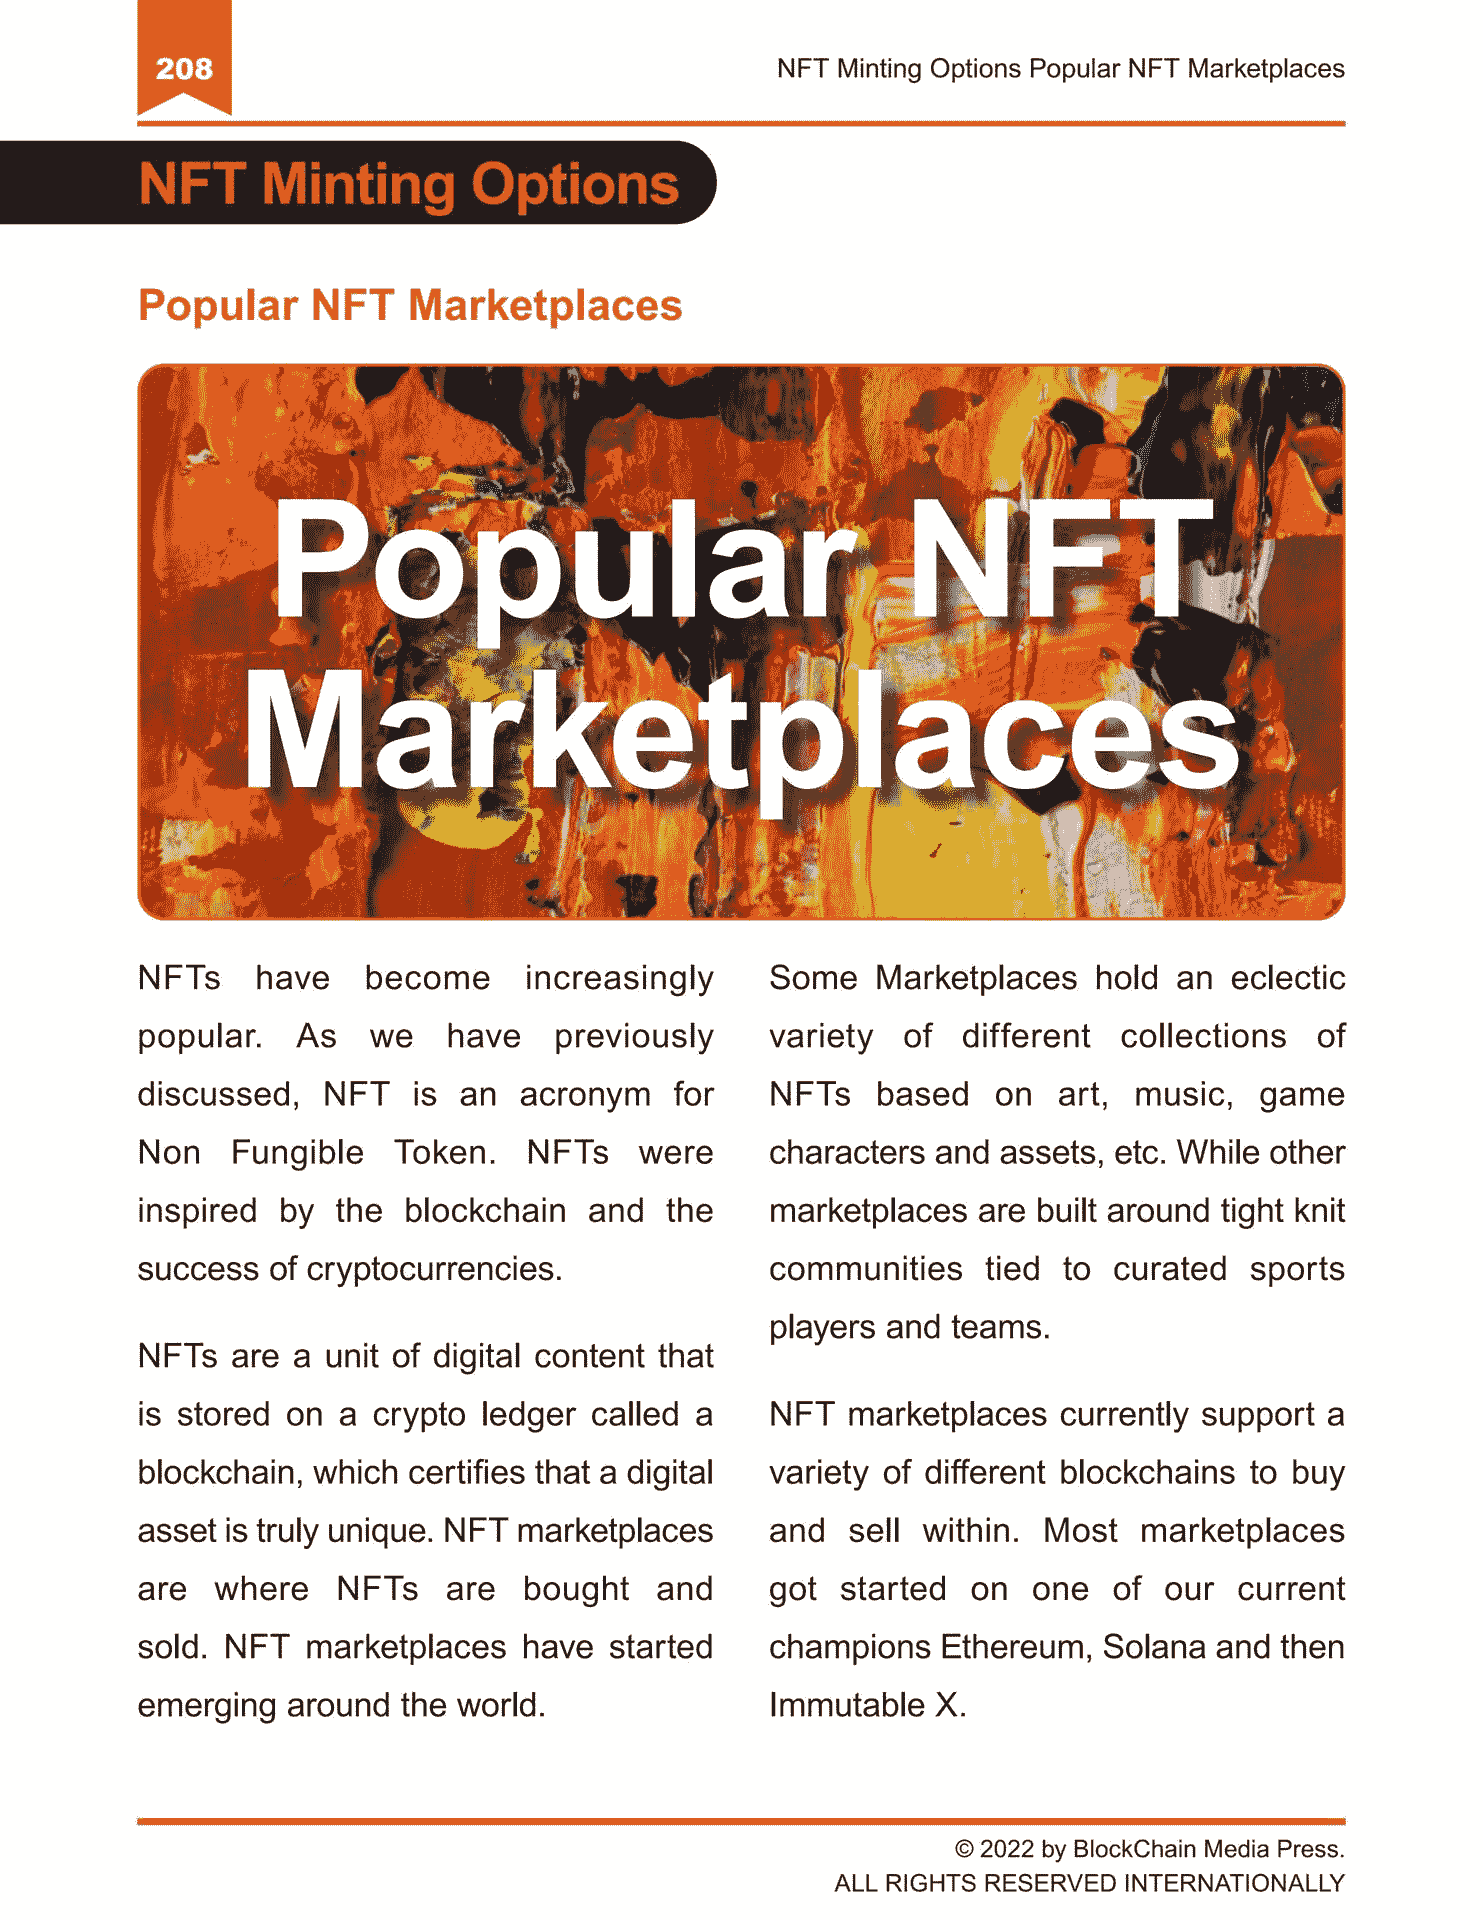 208
NFT Minting Options Popular NFT Marketplaces
NFT Minting Options
Popular NFT Marketplaces
Popular NFT
Marketplaces
NFTs have become increasingly
popular. As we have previously
discussed, NFT is an acronym for
Non Fungible Token. NFTs were
inspired by the blockchain and the
success of cryptocurrencies.
NFTs are a unit of digital content that
is stored on a crypto ledger called a
blockchain, which certifies that a digital
asset is truly unique. NFT marketplaces
are where NFTs are bought and
sold. NFT marketplaces have started
emerging around the world.
Some Marketplaces hold an eclectic
variety of different collections of
NFTs based on art, music, game
characters and assets, etc. While other
marketplaces are built around tight knit
communities tied to curated sports
players and teams.
NFT marketplaces currently support a
variety of different blockchains to buy
and sell within. Most marketplaces
got started on one of our current
champions Ethereum, Solana and then
Immutable X.
© 2022 by BlockChain Media Press.
ALL RIGHTS RESERVED INTERNATIONALLY